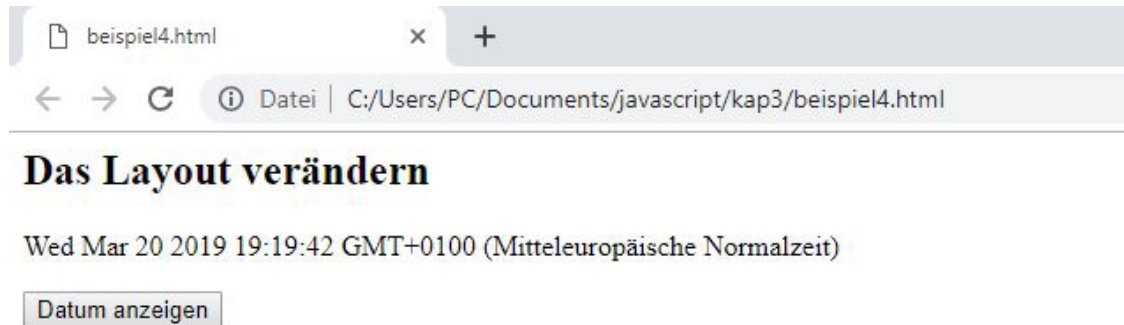 beispiel4.html
Datei | C:/Users/PC/Documents/javascript/kap3/beispiel4.html
Das Layout verändern
Wed Mar 20 2019 19:19:42 GMT+0100 (Mitteleuropäische Normalzeit)
Datum anzeigen